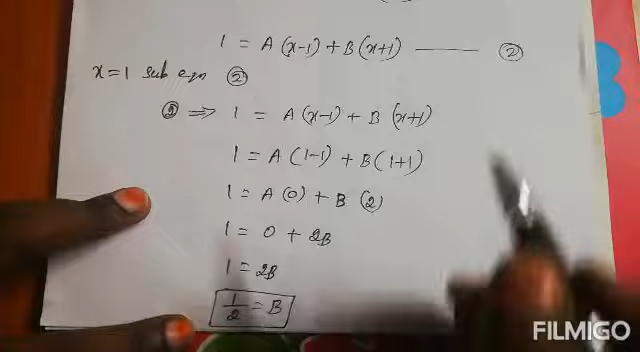 1 = A (x-1) + B (x+1) ——— ②
x=1 sub eqn ②
② ⇒ 1 = A (x-1) + B (x+1)
1 = A (1-1) + B (1+1)
1 = A (0) + B (2)
1 = 0 + 2B
1 = 2B
1/2 = B
FILMIGO